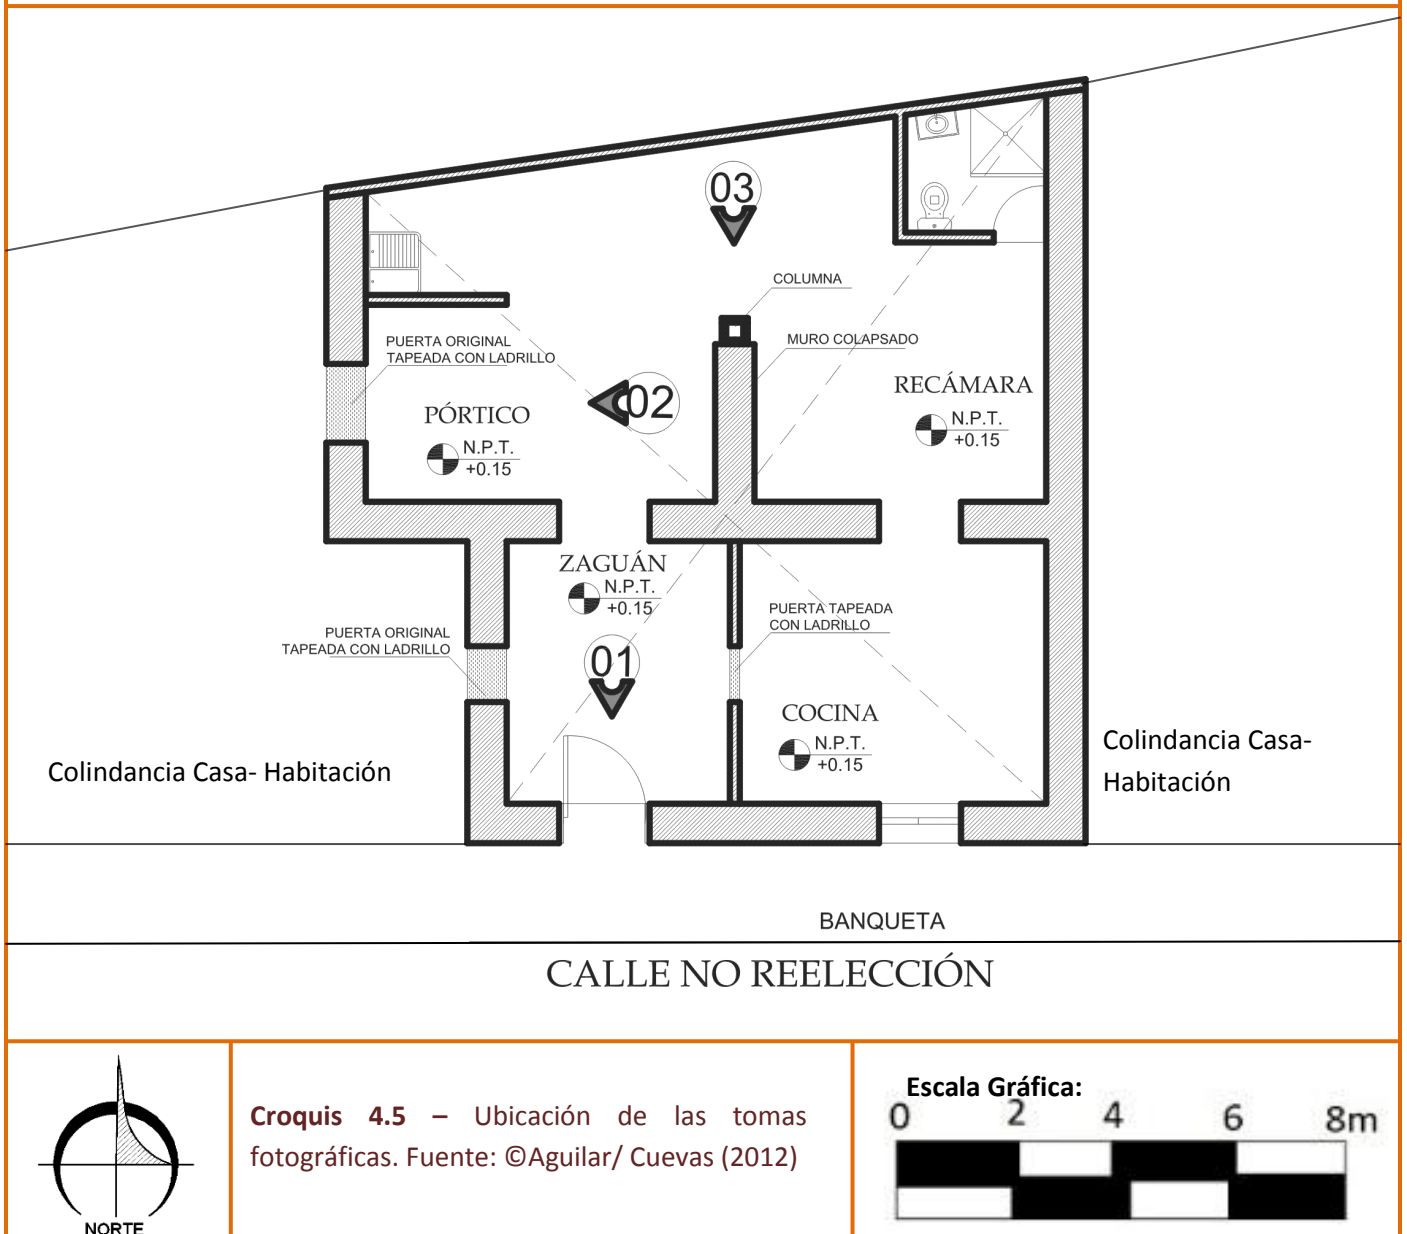 03
COLUMNA
MURO COLAPSADO
PUERTA ORIGINAL
TAPEADA CON LADRILLO
02
RECÁMARA
N.P.T.
+0.15
PÓRTICO
N.P.T.
+0.15
ZAGUÁN
N.P.T.
+0.15
PUERTA TAPEADA
CON LADRILLO
PUERTA ORIGINAL
TAPEADA CON LADRILLO
01
COCINA
N.P.T.
+0.15
Colindancia Casa- Habitación
Colindancia Casa-
Habitación
BANQUETA
CALLE NO REELECCIÓN
NORTE
Croquis 4.5 – Ubicación de las tomas
fotográficas. Fuente: ©Aguilar/ Cuevas (2012)
Escala Gráfica:
0 2 4 6 8m